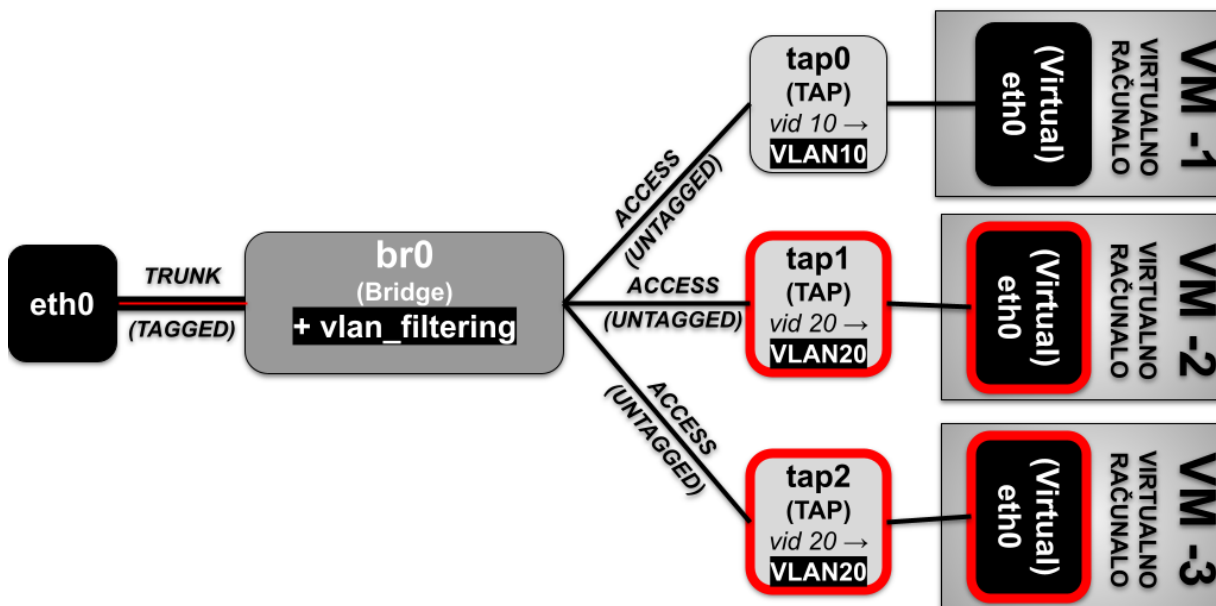 eth0
TRUNK
(TAGGED)
br0
(Bridge)
+ vlan_filtering
ACCESS
(UNTAGGED)
tap0
(TAP)
vid 10 →
VLAN10
(Virtual)
eth0
VIRTUALNO
RAČUNALO
VM -1
ACCESS
(UNTAGGED)
tap1
(TAP)
vid 20 →
VLAN20
(Virtual)
eth0
VIRTUALNO
RAČUNALO
VM -2
ACCESS
(UNTAGGED)
tap2
(TAP)
vid 20 →
VLAN20
(Virtual)
eth0
VIRTUALNO
RAČUNALO
VM -3